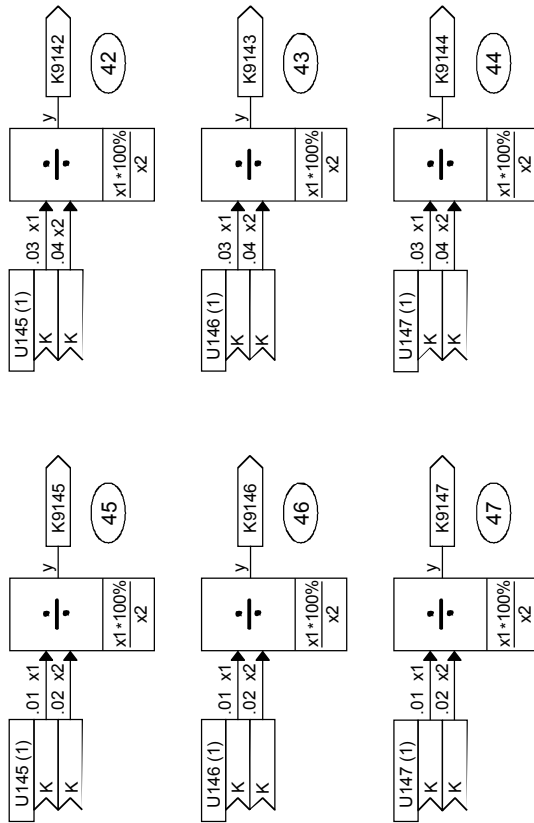 U145 (1)
K
K
.01 x1
.02 x2
x1*100%
x2
y
K9145
45
U145 (1)
K
K
.03 x1
.04 x2
x1*100%
x2
y
K9142
42
U146 (1)
K
K
.01 x1
.02 x2
x1*100%
x2
y
K9146
46
U146 (1)
K
K
.03 x1
.04 x2
x1*100%
x2
y
K9143
43
U147 (1)
K
K
.01 x1
.02 x2
x1*100%
x2
y
K9147
47
U147 (1)
K
K
.03 x1
.04 x2
x1*100%
x2
y
K9144
44